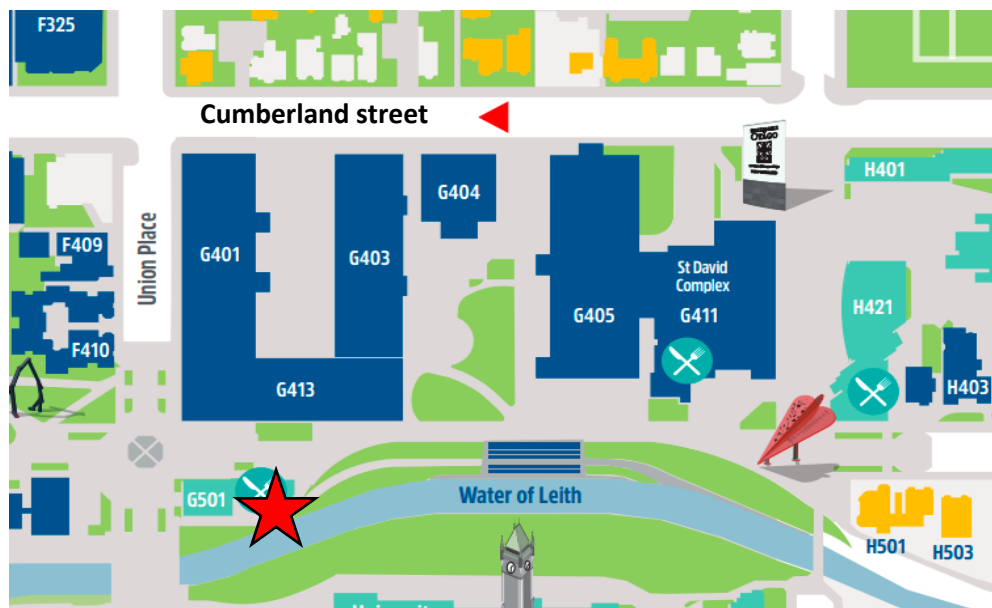 F325
Cumberland street
H401
G404
Union Place
F409
G401
G403
St David
Complex
G405
G411
H421
F410
G413
H403
G501
Water of Leith
H501
H503